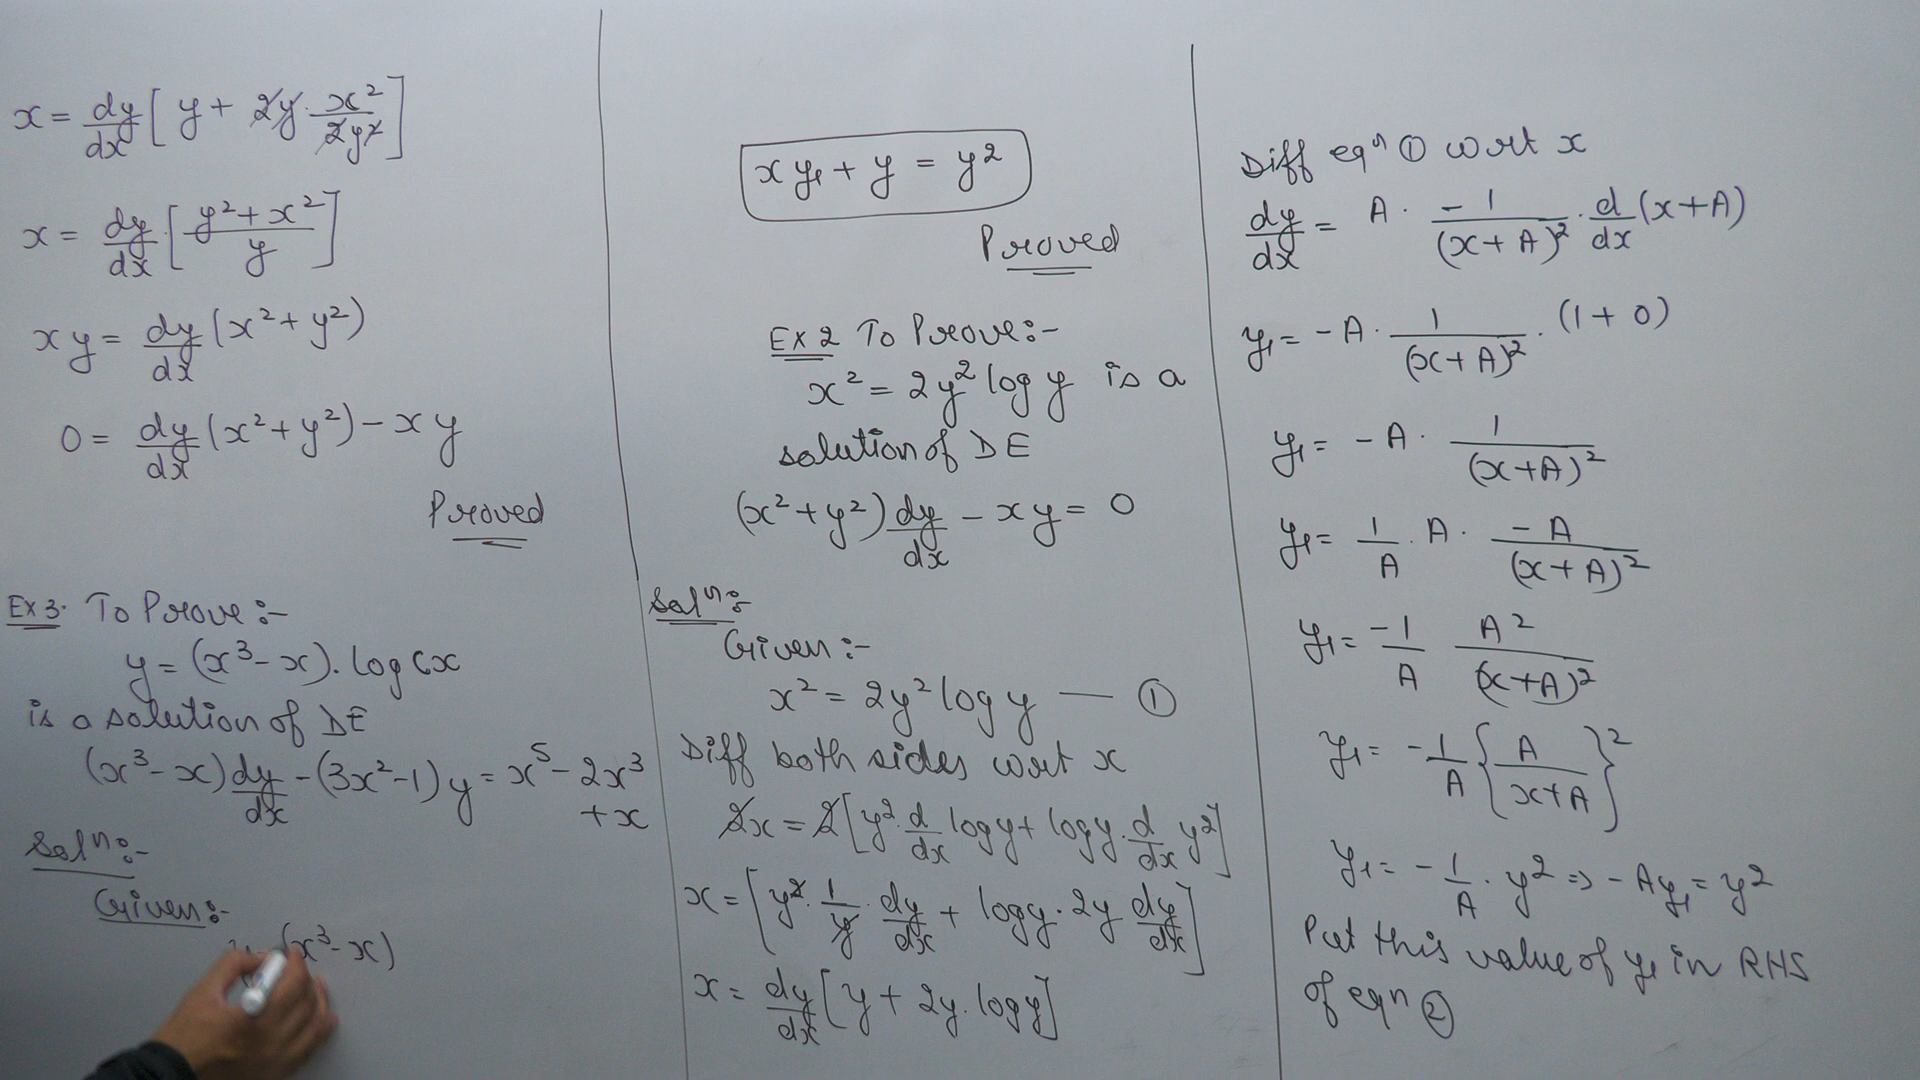 x = dy/dx [ y + 2y . x²/2y² ]
x = dy/dx . [ (y² + x²)/y ]
xy = dy/dx (x² + y²)
0 = dy/dx (x² + y²) - xy
Proved
Ex 3. To Prove :-
y = (x³ - x) . log Cx
is a solution of DE
(x³ - x) dy/dx - (3x² - 1) y = x⁵ - 2x³
+ x
Solⁿ :-
Given :-
(x³ - x)
xy₁ + y = y²
Proved
Ex 2 To Prove :-
x² = 2y² log y is a
solution of DE
(x² + y²) dy/dx - xy = 0
Solⁿ :-
Given :-
x² = 2y² log y — ①
Diff both sides wrt x
2x = 2 [ y² . d/dx log y + log y . d/dx y² ]
x = [ y² . 1/y . dy/dx + log y . 2y dy/dx ]
x = dy/dx [ y + 2y . log y ]
Diff eqⁿ ① wrt x
dy/dx = A . -1/(x + A)² . d/dx (x + A)
y₁ = -A . 1/(x + A)² . (1 + 0)
y₁ = -A . 1/(x + A)²
y₁ = 1/A . A . -A/(x + A)²
y₁ = -1/A A²/(x + A)²
y₁ = -1/A { A/(x + A) }²
y₁ = -1/A . y² => -Ay₁ = y²
Put this value of y₁ in RHS
of eqn ②